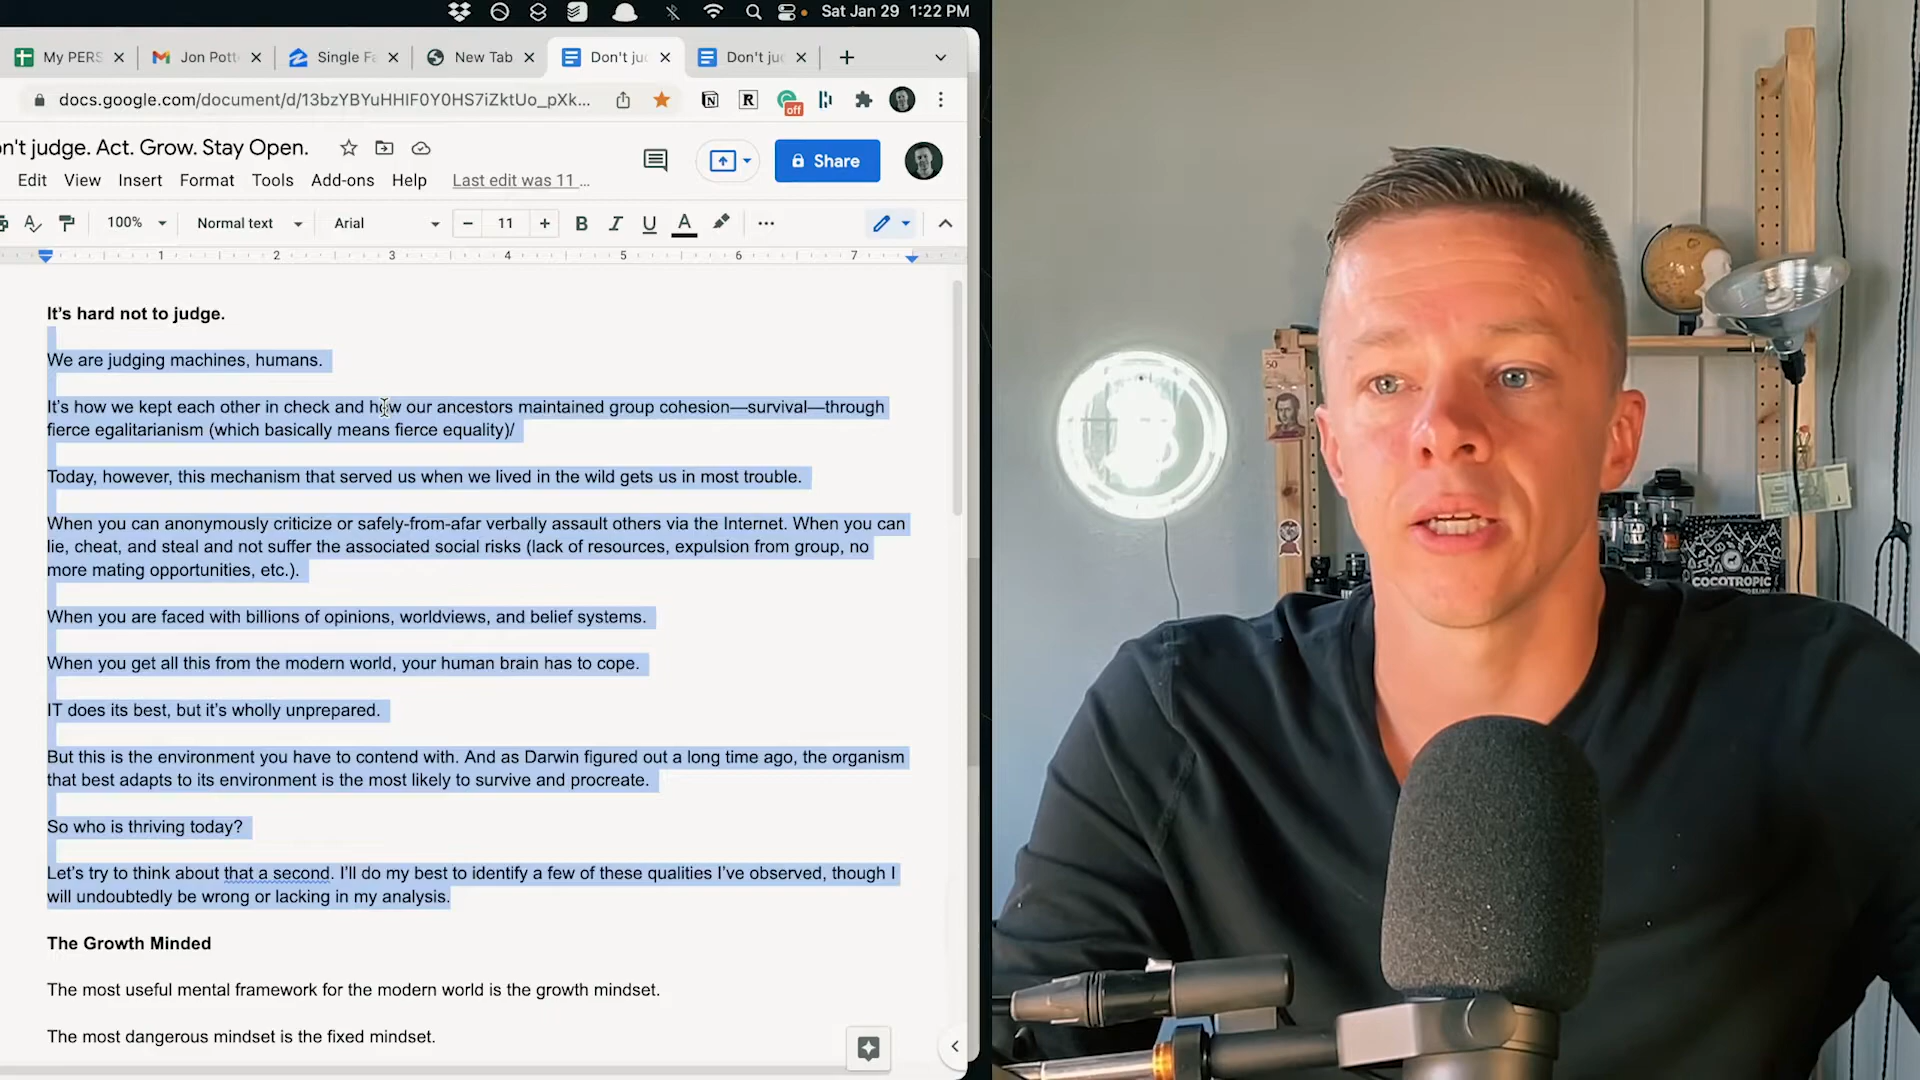 Sat Jan 29 1:22 PM
My PERS
Jon Pott
Single Fa
New Tab
Don't jud
Don't jud
docs.google.com/document/d/13bzYBYuHHIF0Y0HS7iZktUo_pXk...
off
n't judge. Act. Grow. Stay Open.
Share
Edit View Insert Format Tools Add-ons Help Last edit was 11 ...
100% Normal text Arial 11 B I U A
1 2 3 4 5 6 7
It's hard not to judge.
We are judging machines, humans.
It's how we kept each other in check and how our ancestors maintained group cohesion—survival—through
fierce egalitarianism (which basically means fierce equality)/
Today, however, this mechanism that served us when we lived in the wild gets us in most trouble.
When you can anonymously criticize or safely-from-afar verbally assault others via the Internet. When you can
lie, cheat, and steal and not suffer the associated social risks (lack of resources, expulsion from group, no
more mating opportunities, etc.).
When you are faced with billions of opinions, worldviews, and belief systems.
When you get all this from the modern world, your human brain has to cope.
IT does its best, but it's wholly unprepared.
But this is the environment you have to contend with. And as Darwin figured out a long time ago, the organism
that best adapts to its environment is the most likely to survive and procreate.
So who is thriving today?
Let's try to think about that a second. I'll do my best to identify a few of these qualities I've observed, though I
will undoubtedly be wrong or lacking in my analysis.
The Growth Minded
The most useful mental framework for the modern world is the growth mindset.
The most dangerous mindset is the fixed mindset.
50
COCOTROPIC